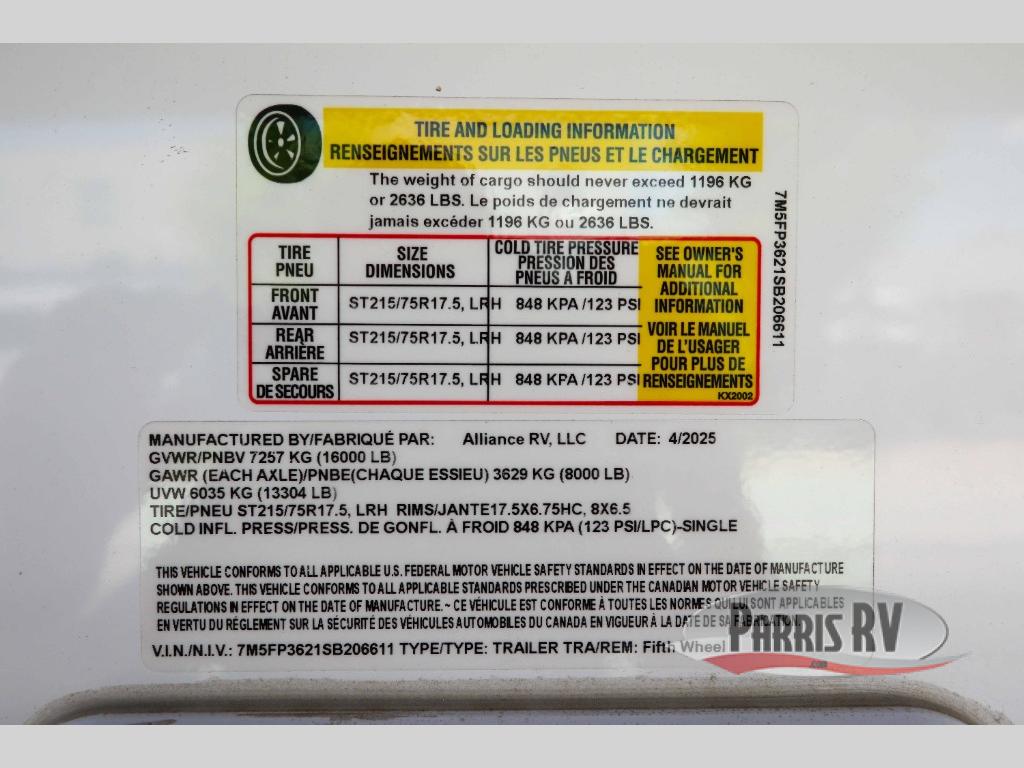 TIRE AND LOADING INFORMATION
RENSEIGNEMENTS SUR LES PNEUS ET LE CHARGEMENT
The weight of cargo should never exceed 1196 KG
or 2636 LBS. Le poids de chargement ne devrait
jamais excéder 1196 KG ou 2636 LBS.
TIRE PNEU SIZE DIMENSIONS COLD TIRE PRESSURE PRESSION DES PNEUS À FROID
FRONT AVANT ST215/75R17.5, LRH 848 KPA /123 PSI
REAR ARRIÈRE ST215/75R17.5, LRH 848 KPA /123 PSI
SPARE DE SECOURS ST215/75R17.5, LRH 848 KPA /123 PSI
SEE OWNER'S
MANUAL FOR
ADDITIONAL
INFORMATION
VOIR LE MANUEL
DE L'USAGER
POUR PLUS DE
RENSEIGNEMENTS
KX2002
7M5FP3621SB206611
MANUFACTURED BY/FABRIQUÉ PAR: Alliance RV, LLC DATE: 4/2025
GVWR/PNBV 7257 KG (16000 LB)
GAWR (EACH AXLE)/PNBE(CHAQUE ESSIEU) 3629 KG (8000 LB)
UVW 6035 KG (13304 LB)
TIRE/PNEU ST215/75R17.5, LRH RIMS/JANTE17.5X6.75HC, 8X6.5
COLD INFL. PRESS/PRESS. DE GONFL. À FROID 848 KPA (123 PSI/LPC)-SINGLE
THIS VEHICLE CONFORMS TO ALL APPLICABLE U.S. FEDERAL MOTOR VEHICLE SAFETY STANDARDS IN EFFECT ON THE DATE OF MANUFACTURE
SHOWN ABOVE. THIS VEHICLE CONFORMS TO ALL APPLICABLE STANDARDS PRESCRIBED UNDER THE CANADIAN MOTOR VEHICLE SAFETY
REGULATIONS IN EFFECT ON THE DATE OF MANUFACTURE. ~ CE VÉHICULE EST CONFORME À TOUTES LES NORMES QUI LUI SONT APPLICABLES
EN VERTU DU RÈGLEMENT SUR LA SÉCURITÉ DES VÉHICULES AUTOMOBILES DU CANADA EN VIGUEUR À LA DATE DE SA FABRICATION.
V.I.N./N.I.V.: 7M5FP3621SB206611 TYPE/TYPE: TRAILER TRA/REM: Fifth Wheel
PARRIS RV
.com